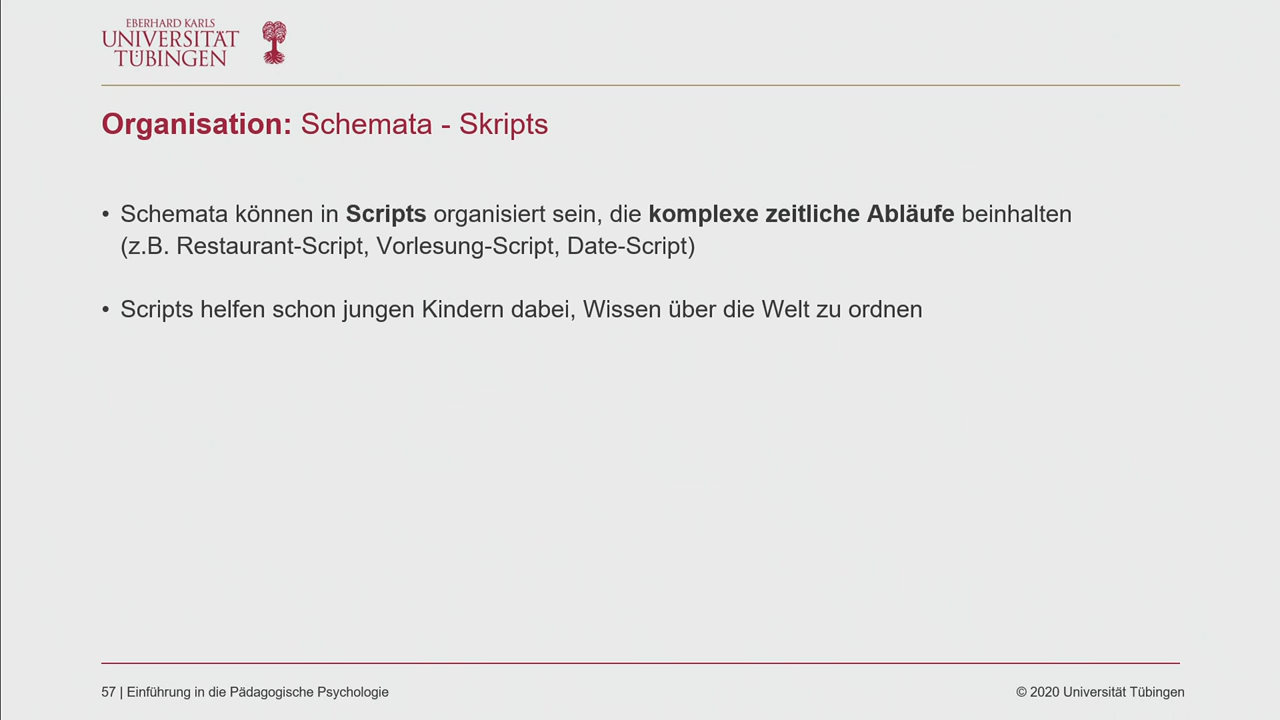 EBERHARD KARLS
UNIVERSITÄT
TÜBINGEN
Organisation: Schemata - Skripts
• Schemata können in Scripts organisiert sein, die komplexe zeitliche Abläufe beinhalten
(z.B. Restaurant-Script, Vorlesung-Script, Date-Script)
• Scripts helfen schon jungen Kindern dabei, Wissen über die Welt zu ordnen
57 | Einführung in die Pädagogische Psychologie
© 2020 Universität Tübingen